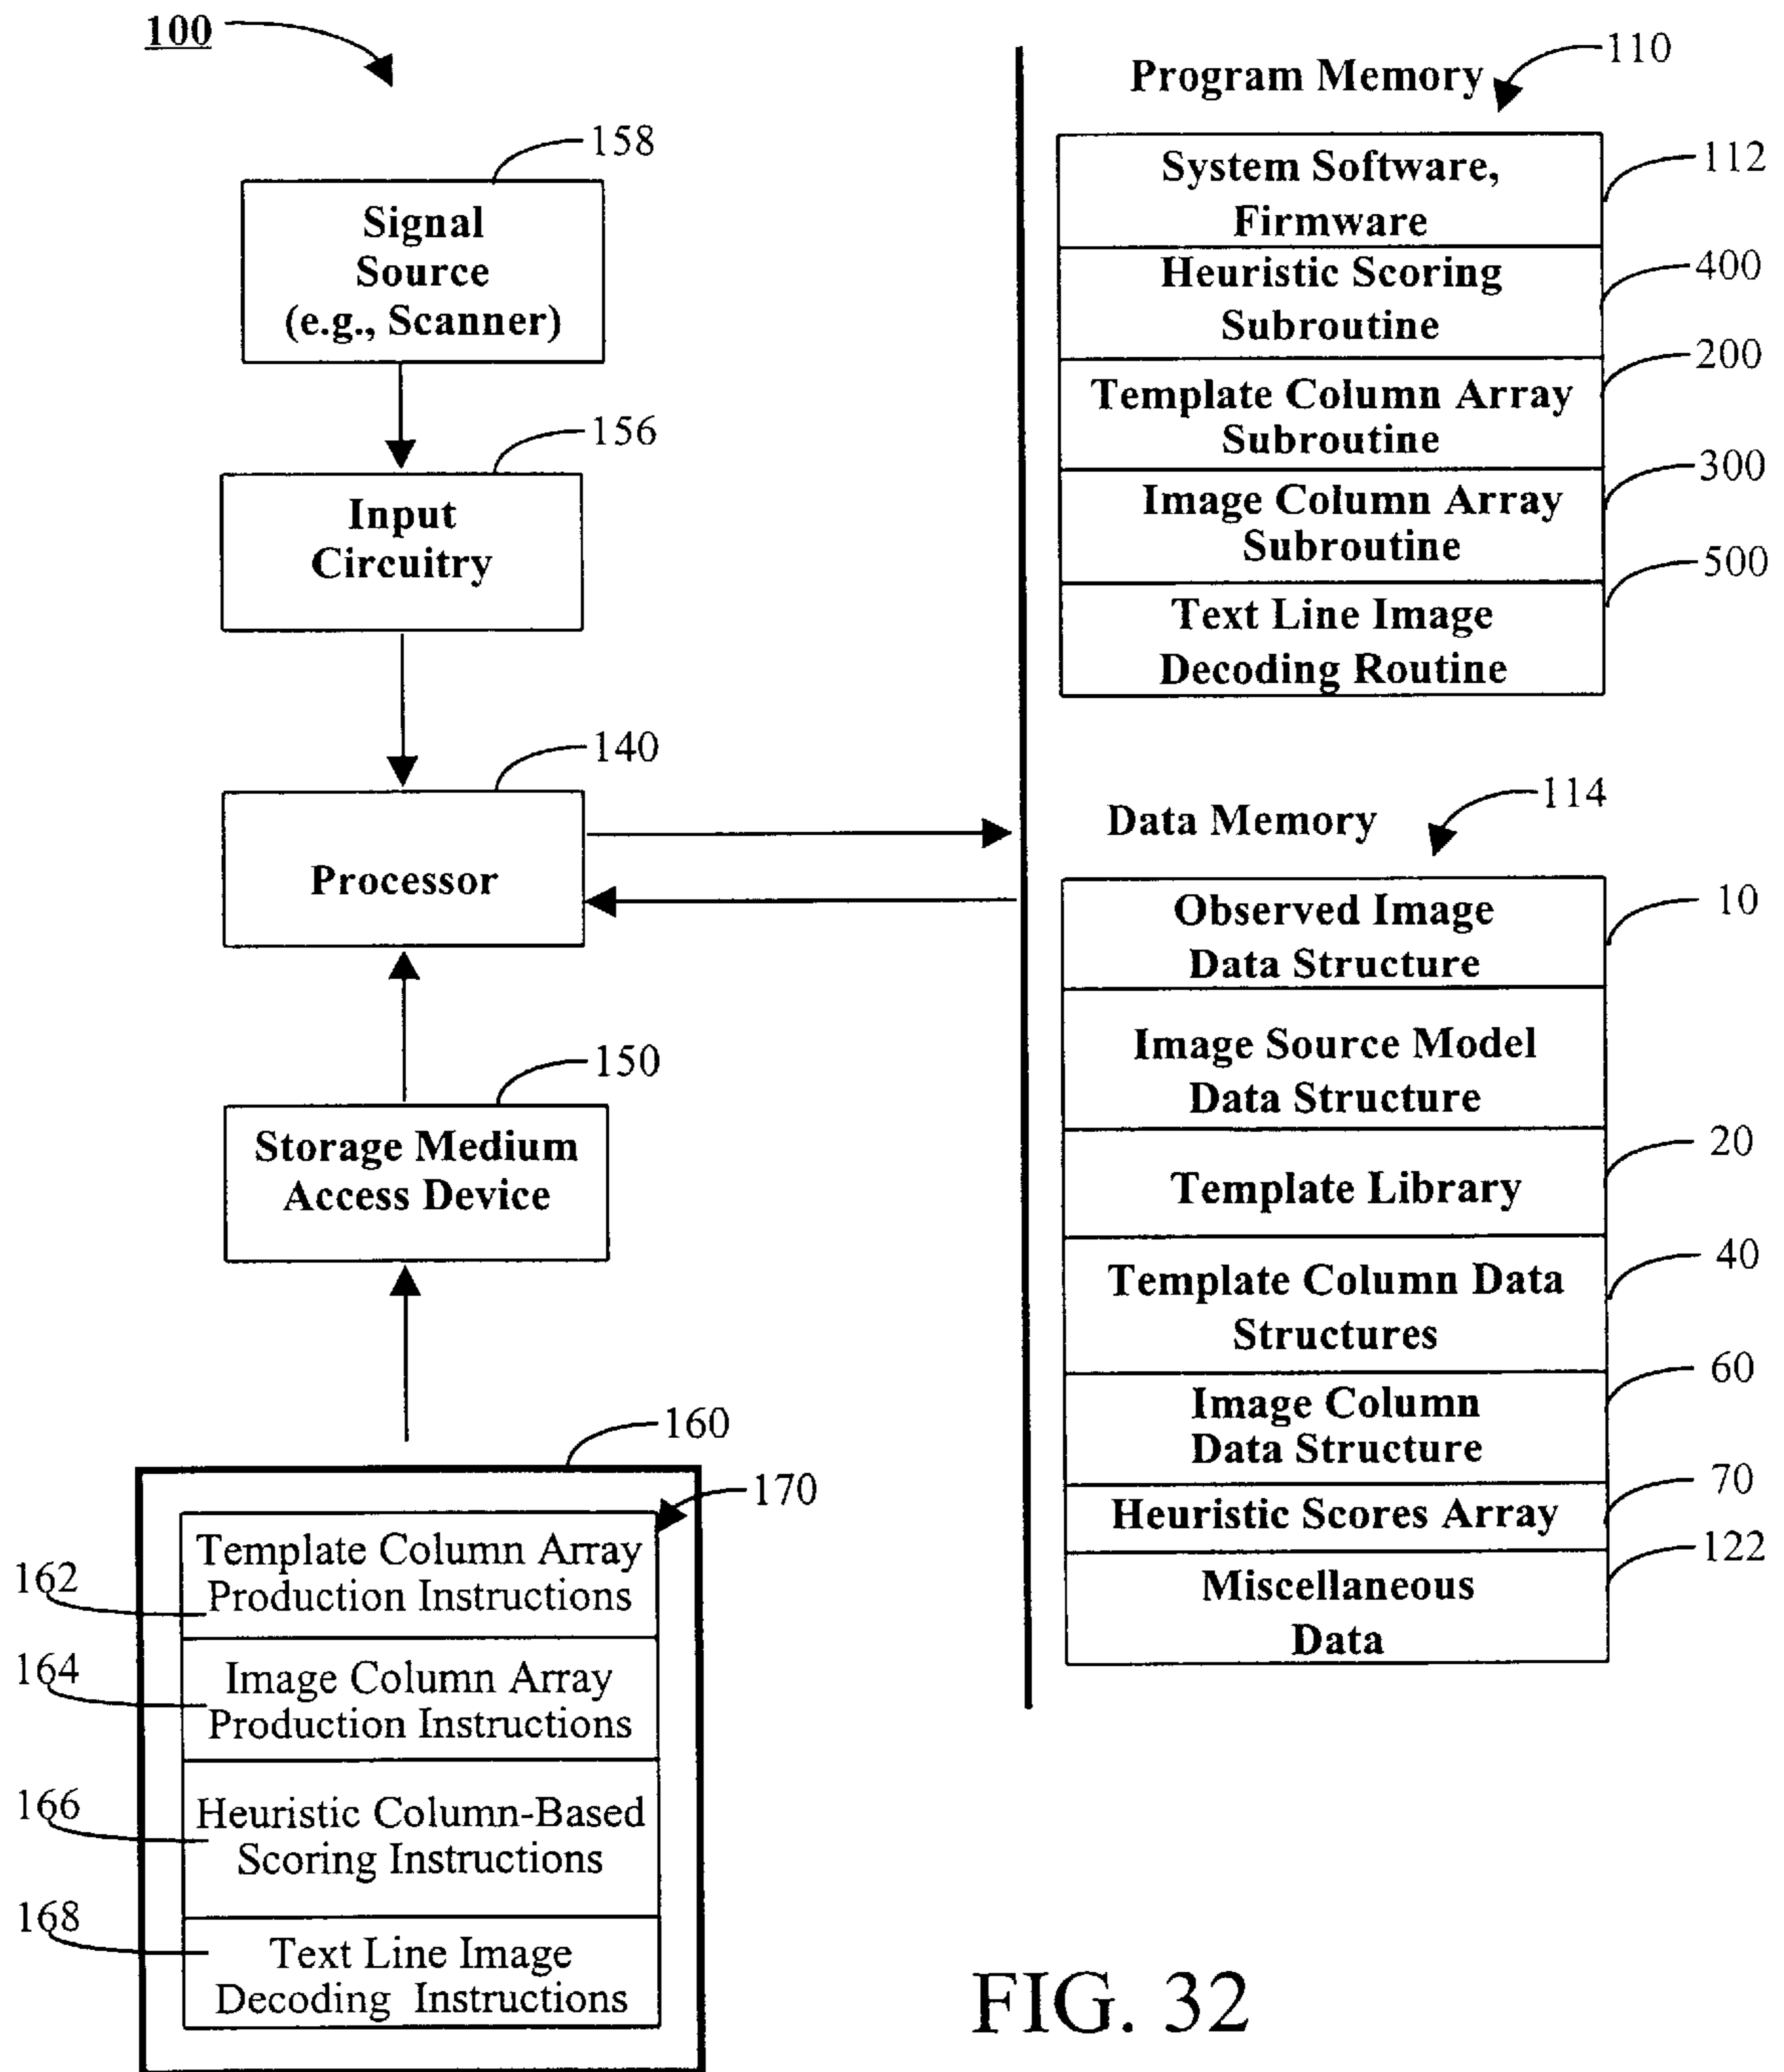 100
158
Signal
Source
(e.g., Scanner)
156
Input
Circuitry
140
Processor
150
Storage Medium
Access Device
160
170
Template Column Array
Production Instructions
162
Image Column Array
Production Instructions
164
Heuristic Column-Based
Scoring Instructions
166
Text Line Image
Decoding Instructions
168
Program Memory
110
System Software,
Firmware
112
Heuristic Scoring
Subroutine
400
Template Column Array
Subroutine
200
Image Column Array
Subroutine
300
Text Line Image
Decoding Routine
500
Data Memory
114
Observed Image
Data Structure
10
Image Source Model
Data Structure
Template Library
20
Template Column Data
Structures
40
Image Column
Data Structure
60
Heuristic Scores Array
70
Miscellaneous
Data
122
FIG. 32